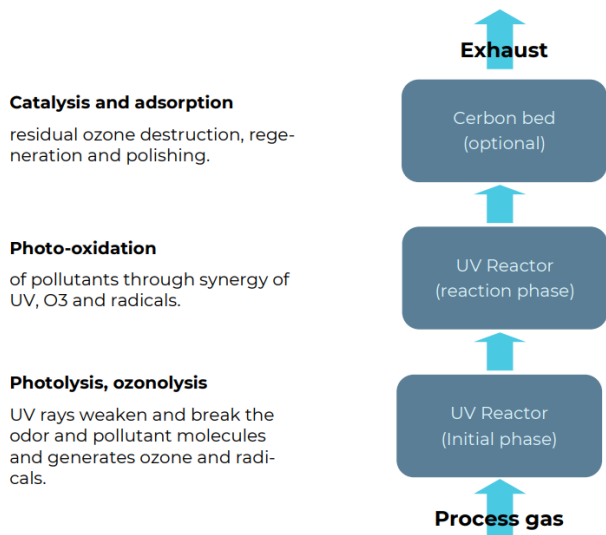 Exhaust
Catalysis and adsorption
residual ozone destruction, rege-
neration and polishing.
Cerbon bed
(optional)
Photo-oxidation
of pollutants through synergy of
UV, O3 and radicals.
UV Reactor
(reaction phase)
Photolysis, ozonolysis
UV rays weaken and break the
odor and pollutant molecules
and generates ozone and radi-
cals.
UV Reactor
(Initial phase)
Process gas